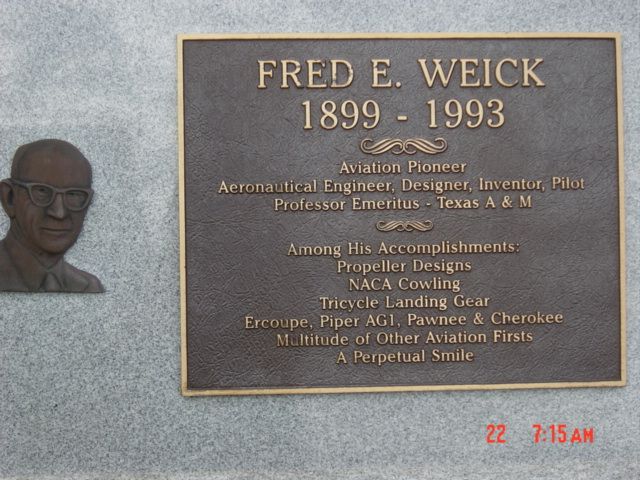 FRED E. WEICK
1899 - 1993
Aviation Pioneer
Aeronautical Engineer, Designer, Inventor, Pilot
Professor Emeritus - Texas A & M
Among His Accomplishments:
Propeller Designs
NACA Cowling
Tricycle Landing Gear
Ercoupe, Piper AG1, Pawnee & Cherokee
Multitude of Other Aviation Firsts
A Perpetual Smile
22 7:15AM